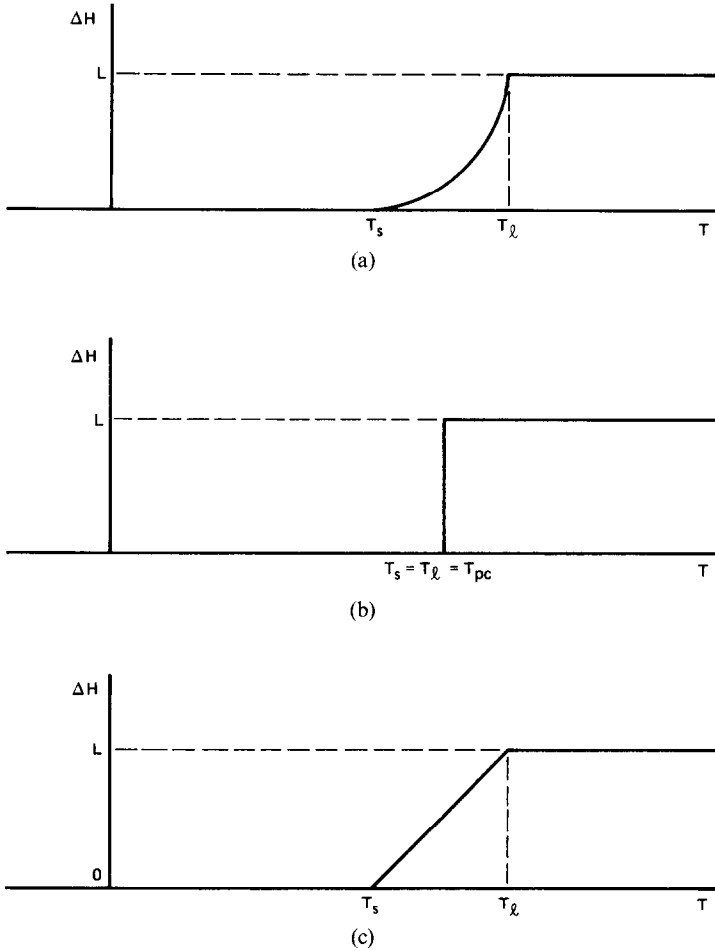 ΔH
L
T_s
T_ℓ
T
(a)
ΔH
L
T_s = T_ℓ = T_pc
T
(b)
ΔH
L
0
T_s
T_ℓ
T
(c)